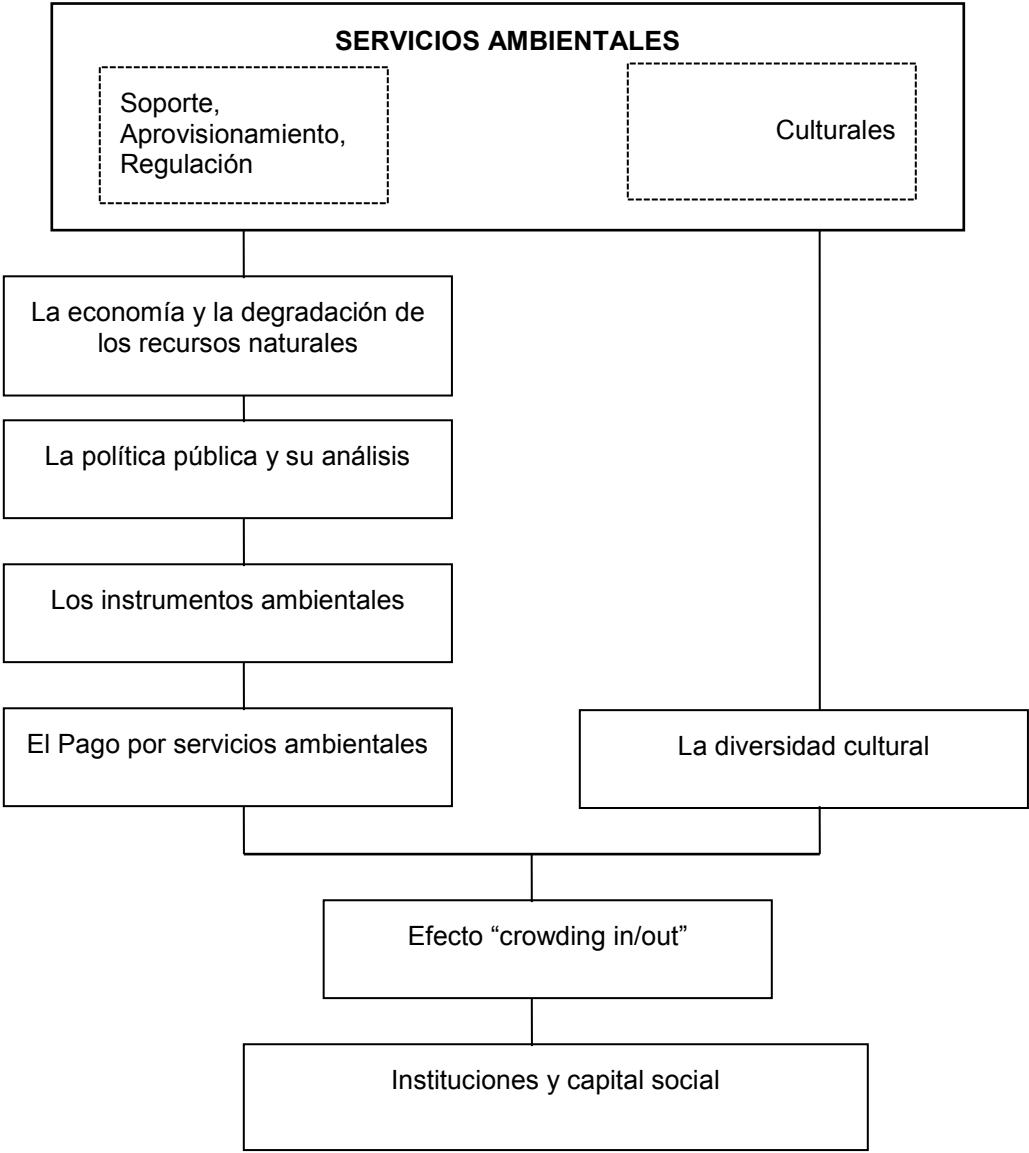 SERVICIOS AMBIENTALES
Soporte,
Aprovisionamiento,
Regulación
Culturales
La economía y la degradación de
los recursos naturales
La política pública y su análisis
Los instrumentos ambientales
El Pago por servicios ambientales
La diversidad cultural
Efecto “crowding in/out”
Instituciones y capital social